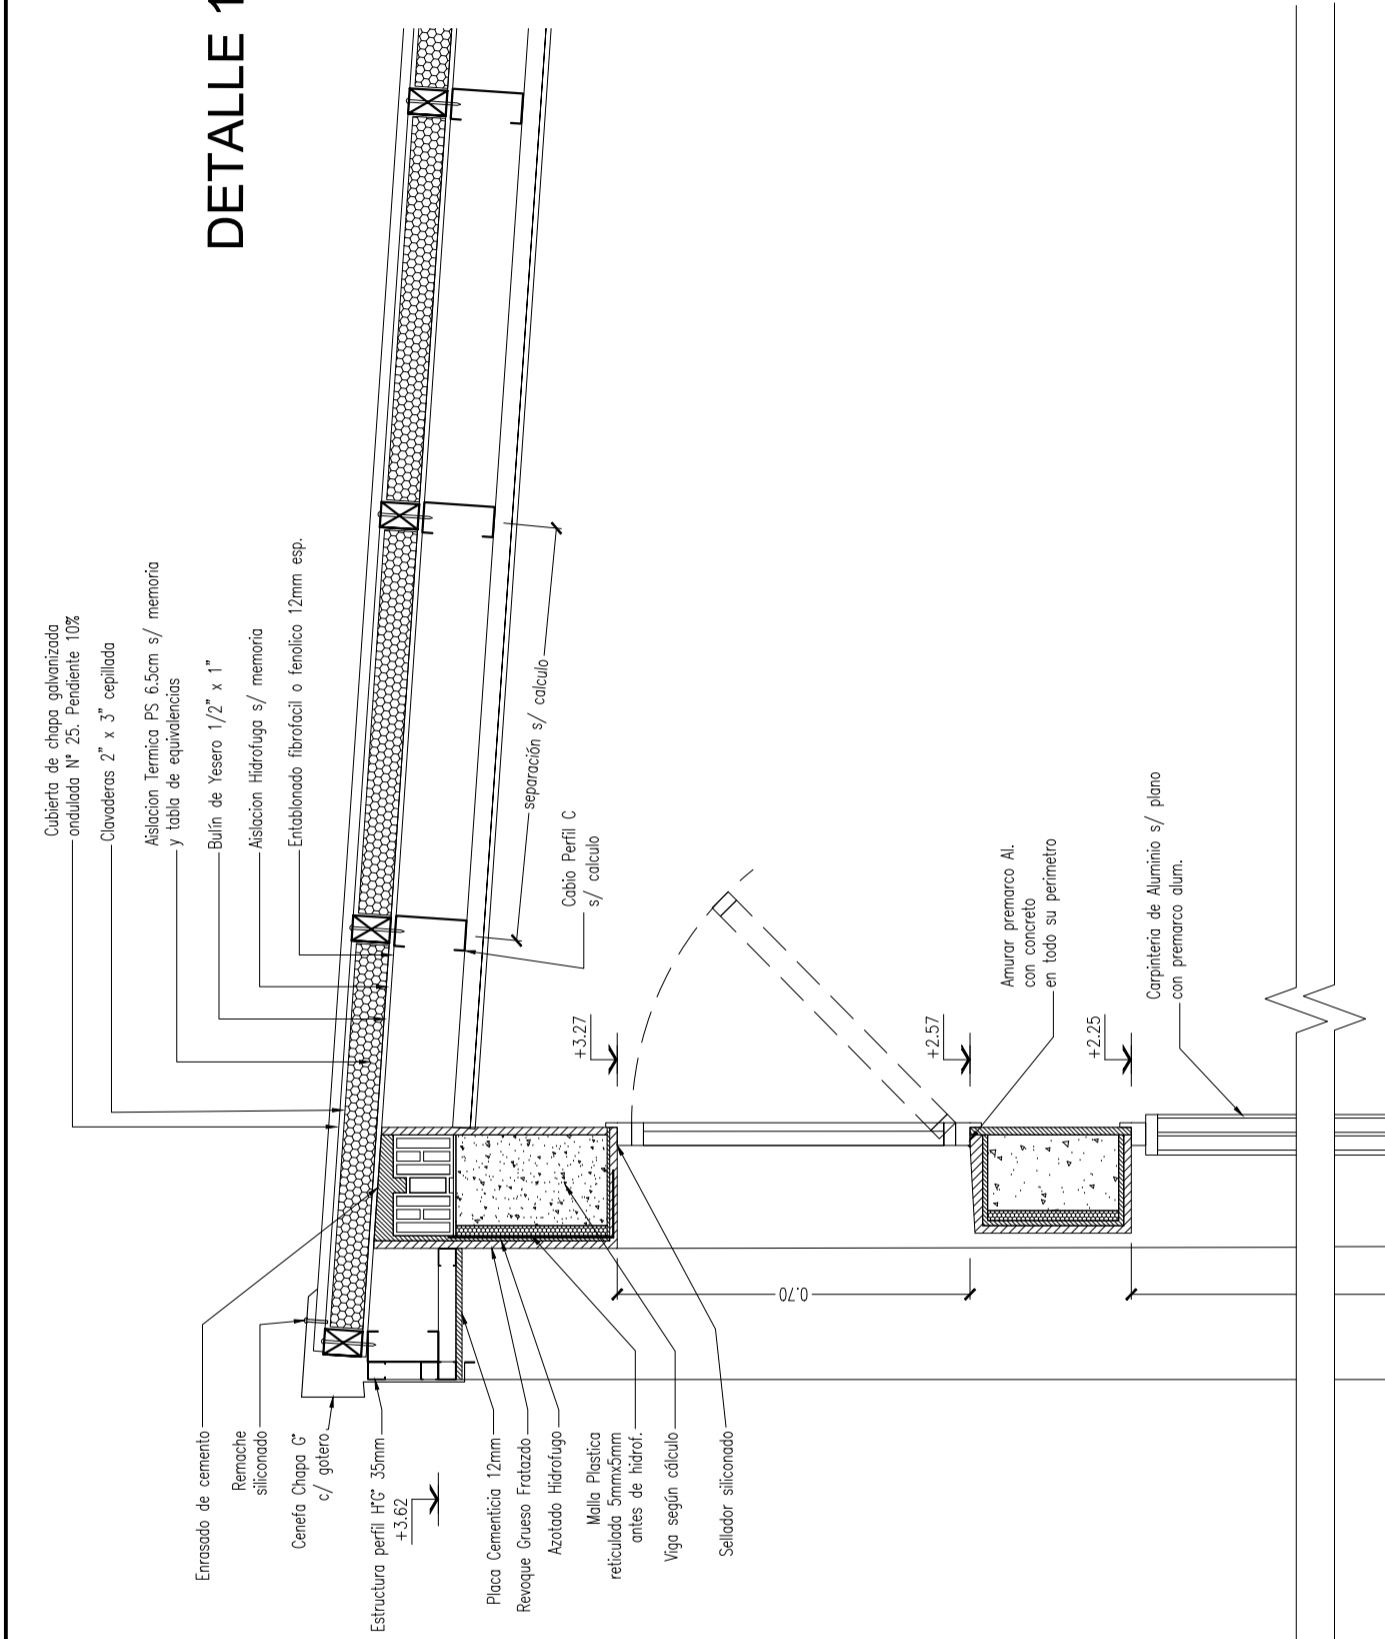 DETALLE 1
Cubierta de chapa galvanizada
ondulada N° 25. Pendiente 10%
Clavaderas 2" x 3" cepillada
Aislacion Termica PS 6.5cm s/ memoria
y tabla de equivalencias
Bulín de Yesero 1/2" x 1"
Aislacion Hidrofuga s/ memoria
Entablonado fibrofacil o fenolico 12mm esp.
separación s/ calculo
Cabio Perfil C
s/ calculo
+3.27
+2.57
+2.25
Amurar premarco Al.
con concreto
en todo su perimetro
Carpinteria de Aluminio s/ plano
con premarco alum.
0.70
Enrasado de cemento
Remache
siliconado
Cenefa Chapa G°
c/ gotero
Estructura perfil H°G° 35mm
+3.62
Placa Cementicia 12mm
Revoque Grueso Fratazdo
Azotado Hidrofugo
Malla Plastica
reticulada 5mmx5mm
antes de hidrof.
Viga según cálculo
Sellador siliconado